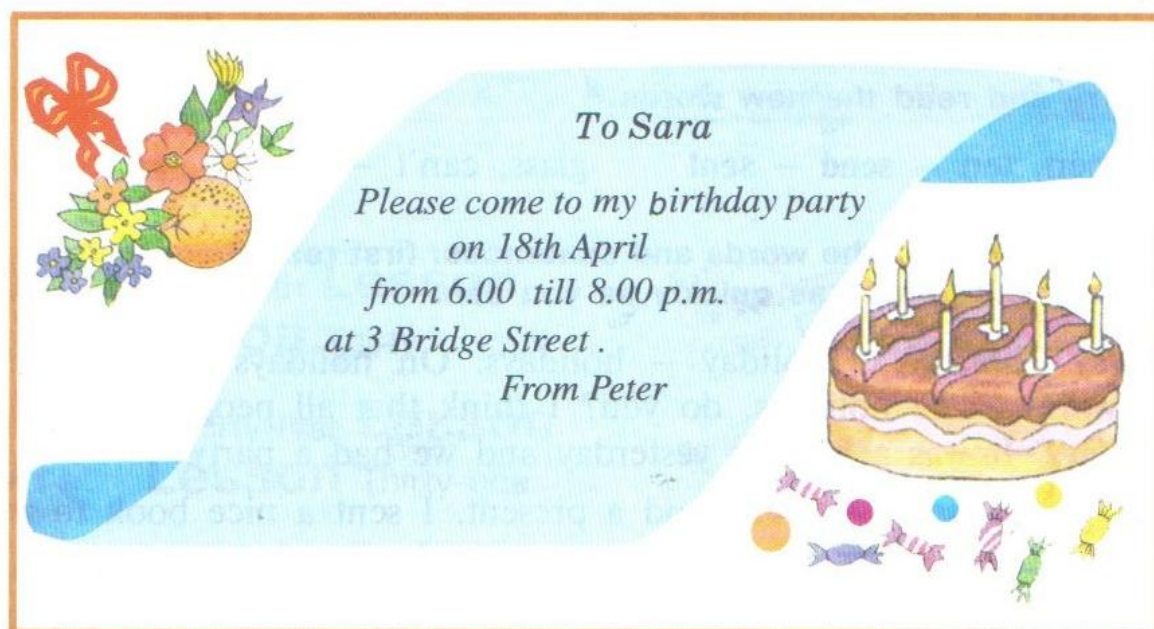 To Sara
Please come to my birthday party
on 18th April
from 6.00 till 8.00 p.m.
at 3 Bridge Street .
From Peter